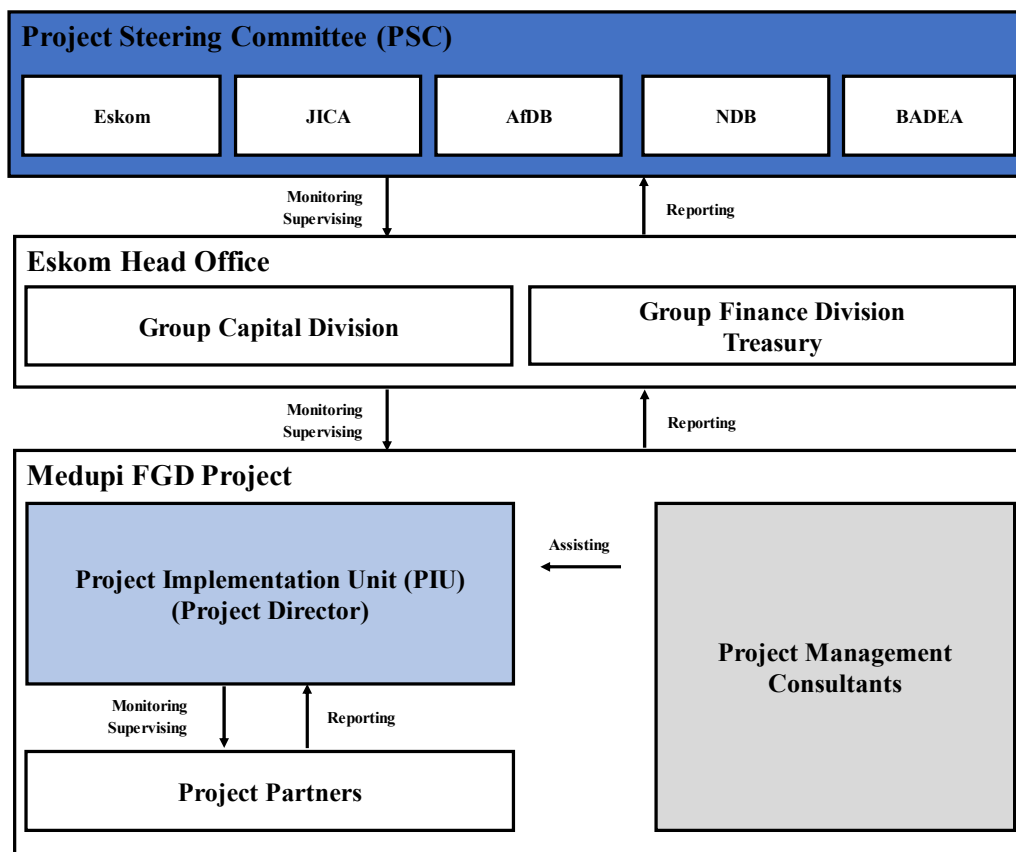 Project Steering Committee (PSC)
Eskom
JICA
AfDB
NDB
BADEA
Monitoring
Supervising
Reporting
Eskom Head Office
Group Capital Division
Group Finance Division
Treasury
Monitoring
Supervising
Reporting
Medupi FGD Project
Project Implementation Unit (PIU)
(Project Director)
Assisting
Project Management
Consultants
Monitoring
Supervising
Reporting
Project Partners